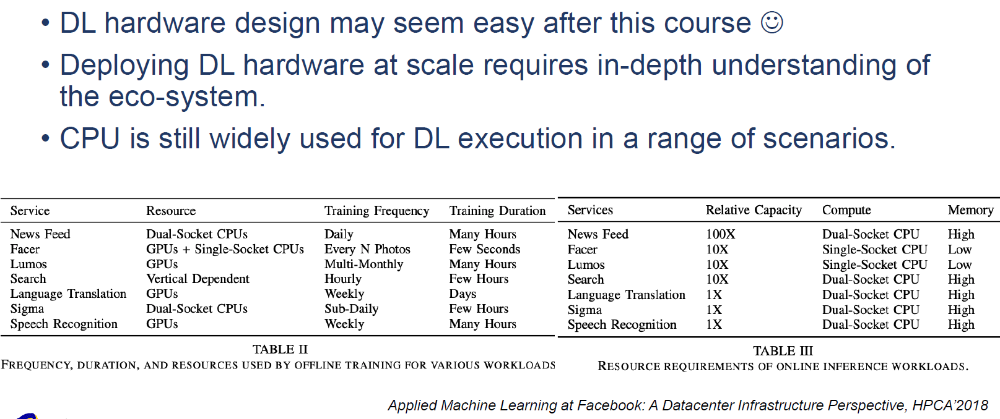 • DL hardware design may seem easy after this course ☺
• Deploying DL hardware at scale requires in-depth understanding of
the eco-system.
• CPU is still widely used for DL execution in a range of scenarios.
Service Resource Training Frequency Training Duration
News Feed Dual-Socket CPUs Daily Many Hours
Facer GPUs + Single-Socket CPUs Every N Photos Few Seconds
Lumos GPUs Multi-Monthly Many Hours
Search Vertical Dependent Hourly Few Hours
Language Translation GPUs Weekly Days
Sigma Dual-Socket CPUs Sub-Daily Few Hours
Speech Recognition GPUs Weekly Many Hours
TABLE II
FREQUENCY, DURATION, AND RESOURCES USED BY OFFLINE TRAINING FOR VARIOUS WORKLOADS
Services Relative Capacity Compute Memory
News Feed 100X Dual-Socket CPU High
Facer 10X Single-Socket CPU Low
Lumos 10X Single-Socket CPU Low
Search 10X Dual-Socket CPU High
Language Translation 1X Dual-Socket CPU High
Sigma 1X Dual-Socket CPU High
Speech Recognition 1X Dual-Socket CPU High
TABLE III
RESOURCE REQUIREMENTS OF ONLINE INFERENCE WORKLOADS.
Applied Machine Learning at Facebook: A Datacenter Infrastructure Perspective, HPCA'2018